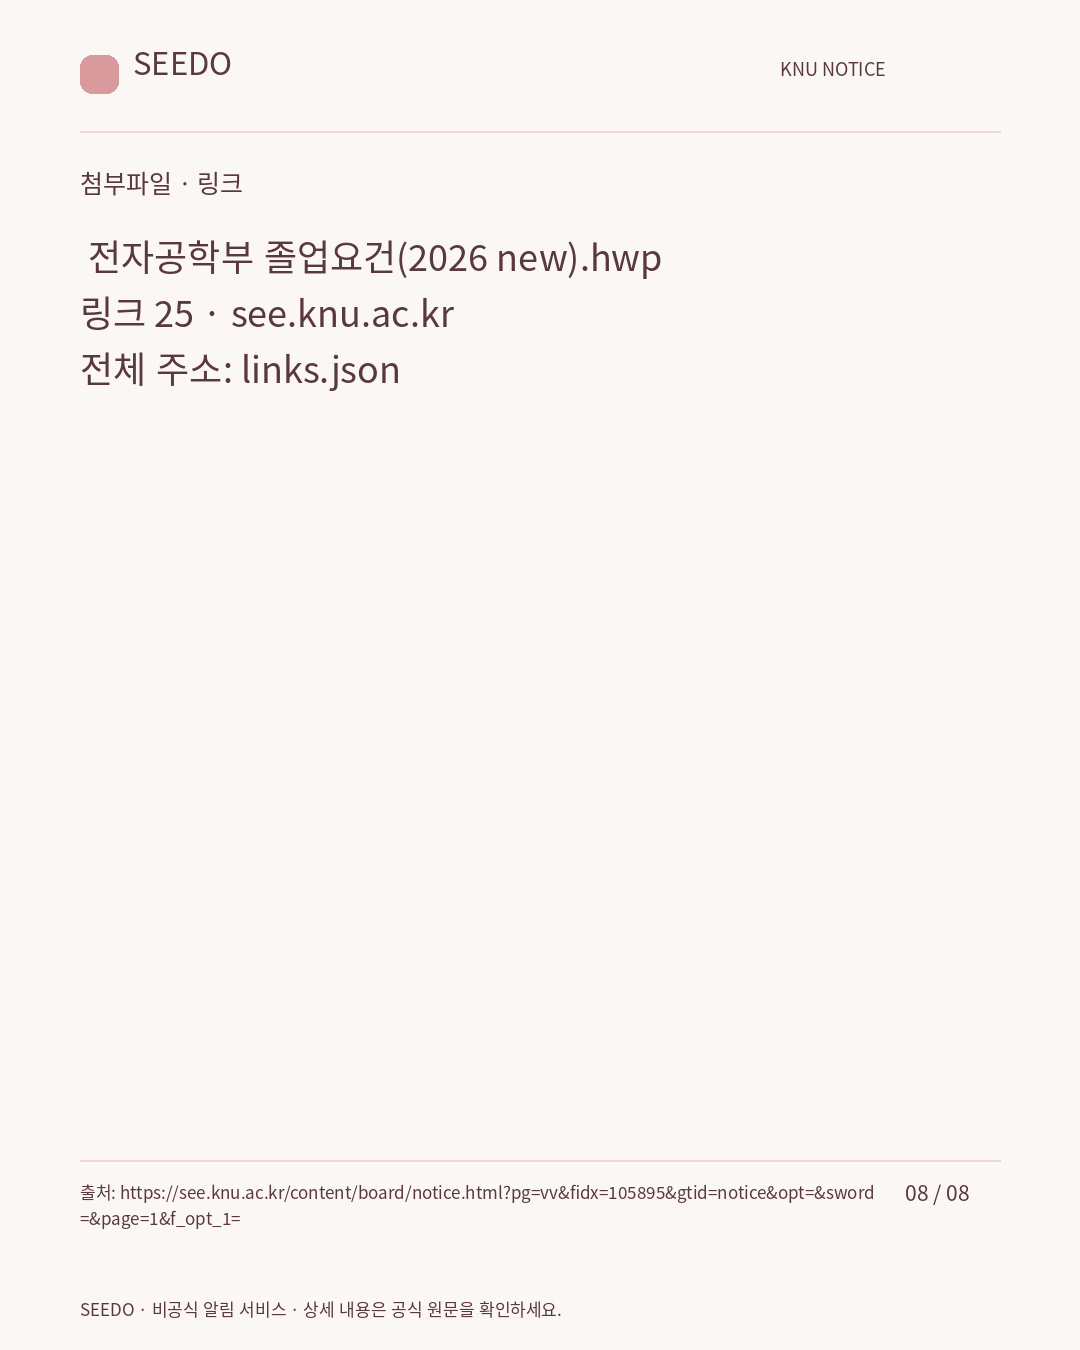 SEEDO
KNU NOTICE
첨부파일 · 링크
전자공학부 졸업요건(2026 new).hwp
링크 25 · see.knu.ac.kr
전체 주소: links.json
출처: https://see.knu.ac.kr/content/board/notice.html?pg=vv&fidx=105895&gtid=notice&opt=&sword
=&page=1&f_opt_1=
08 / 08
SEEDO · 비공식 알림 서비스 · 상세 내용은 공식 원문을 확인하세요.